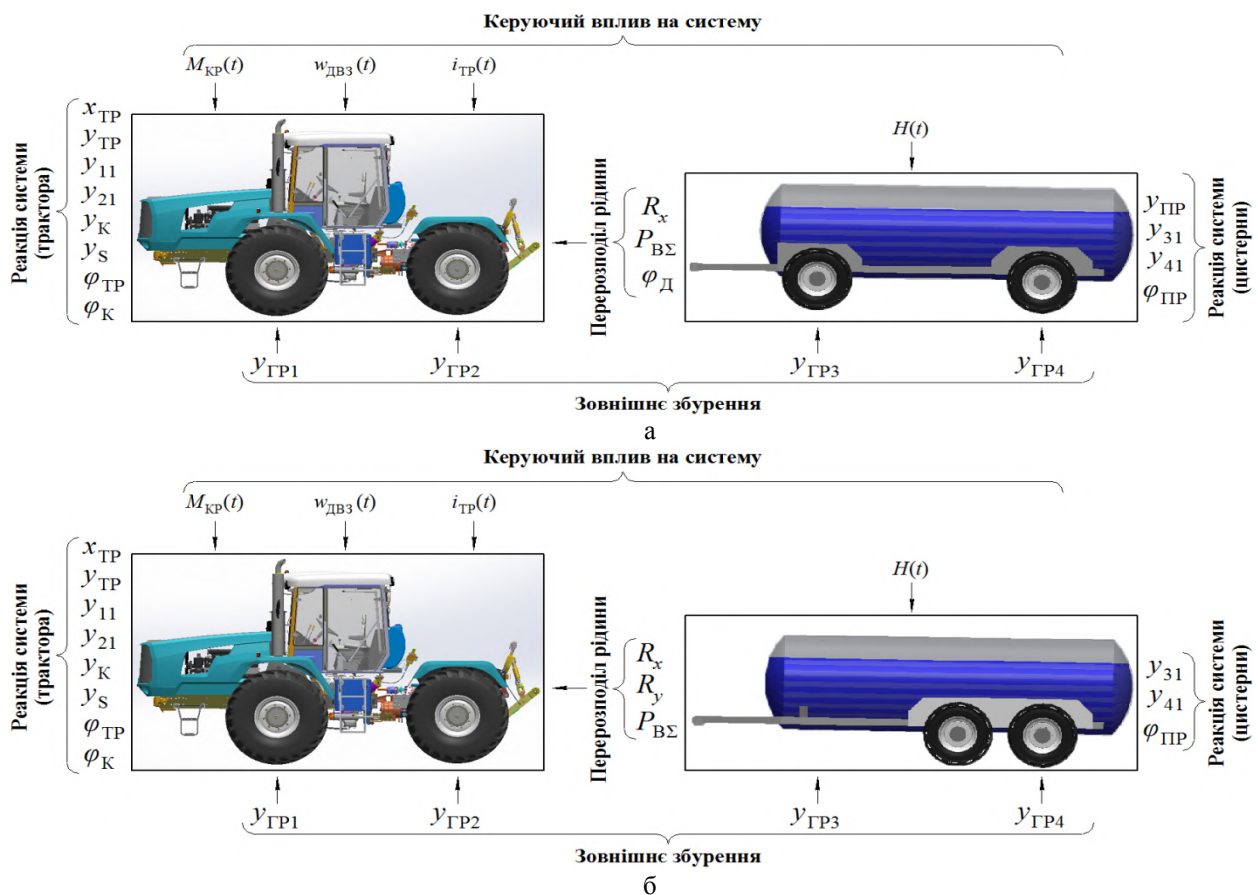 Керуючий вплив на систему
M_КР(t)
w_ДВЗ(t)
i_ТР(t)
H(t)
Реакція системи
(трактора)
x_ТР
y_ТР
y_11
y_21
y_К
y_S
φ_ТР
φ_К
Перерозподіл рідини
R_x
P_ВΣ
φ_Д
y_ПР
y_31
y_41
φ_ПР
Реакція системи
(цистерни)
y_ГР1
y_ГР2
y_ГР3
y_ГР4
Зовнішнє збурення
а
Керуючий вплив на систему
M_КР(t)
w_ДВЗ(t)
i_ТР(t)
H(t)
Реакція системи
(трактора)
x_ТР
y_ТР
y_11
y_21
y_К
y_S
φ_ТР
φ_К
Перерозподіл рідини
R_x
R_y
P_ВΣ
y_31
y_41
φ_ПР
Реакція системи
(цистерни)
y_ГР1
y_ГР2
y_ГР3
y_ГР4
Зовнішнє збурення
б